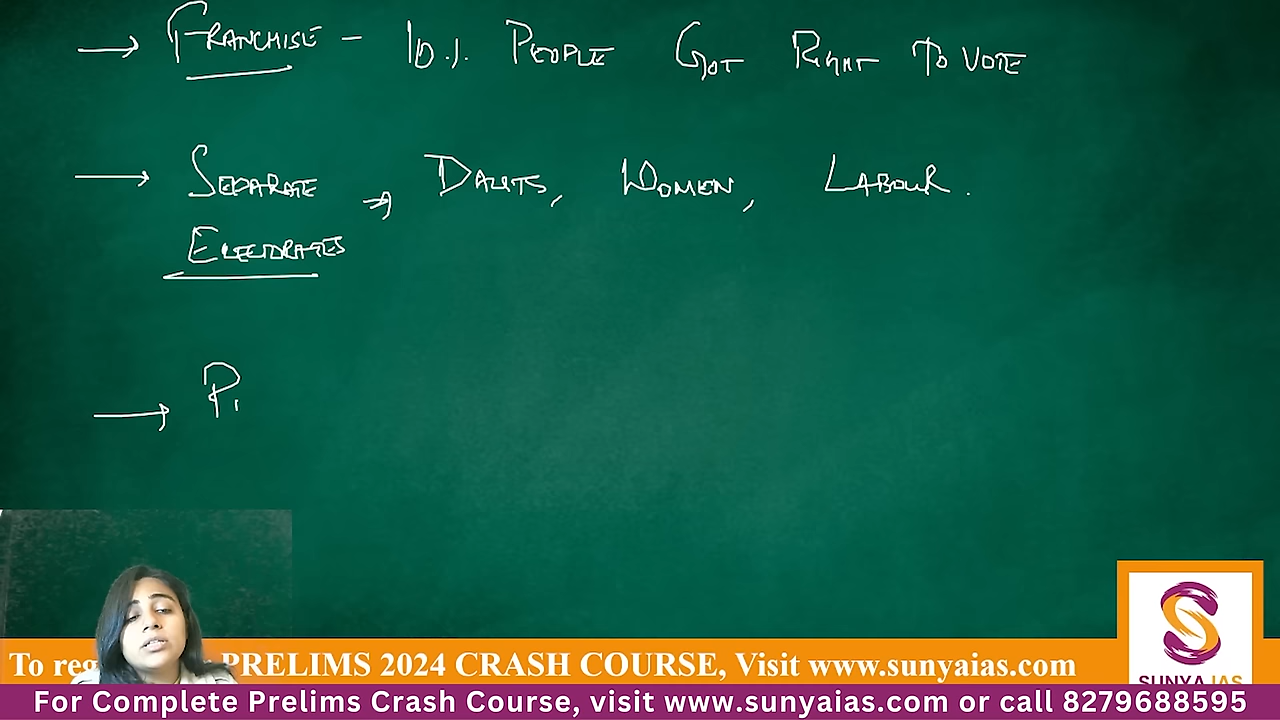 → FRANCHISE - 10.1. PEOPLE GOT RIGHT TO VOTE
→ SEPARATE ELECTORATES ⇒ DALITS, WOMEN, LABOUR.
→ P
To reg PRELIMS 2024 CRASH COURSE, Visit www.sunyaias.com
SUNYA IAS
For Complete Prelims Crash Course, visit www.sunyaias.com or call 8279688595